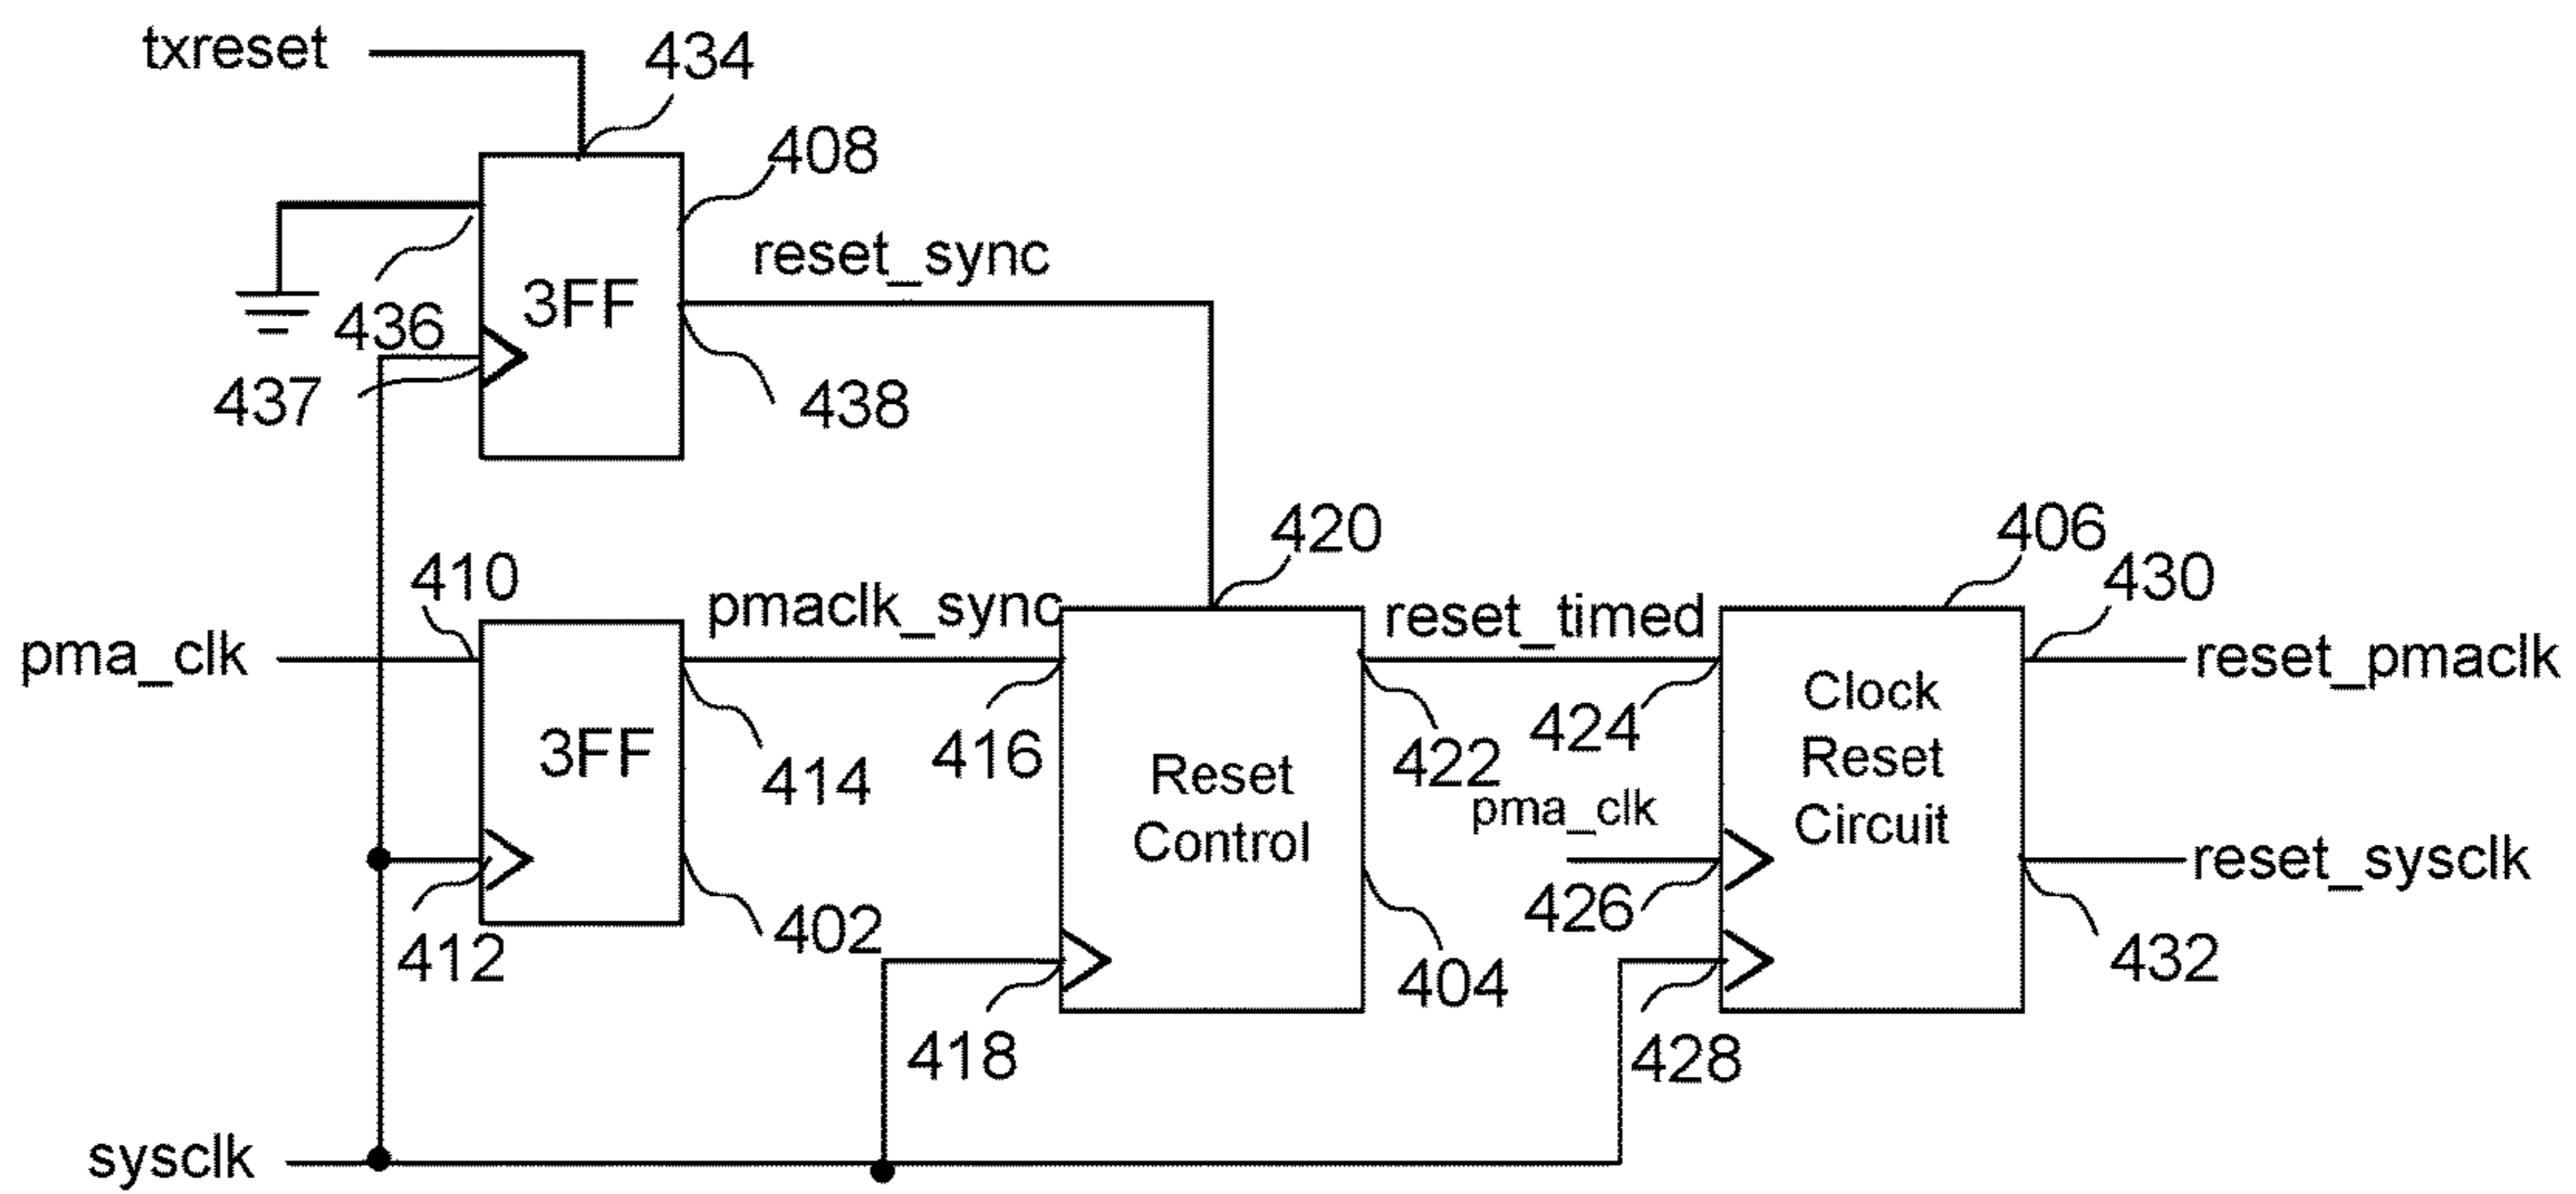 txreset
434
408
reset_sync
3FF
436
437
438
420
406
430
410
pmaclk_sync
reset_timed
pma_clk
reset_pmaclk
Clock
Reset
Circuit
424
416
422
414
3FF
Reset
Control
pma_clk
reset_sysclk
426
402
412
432
404
418
428
sysclk